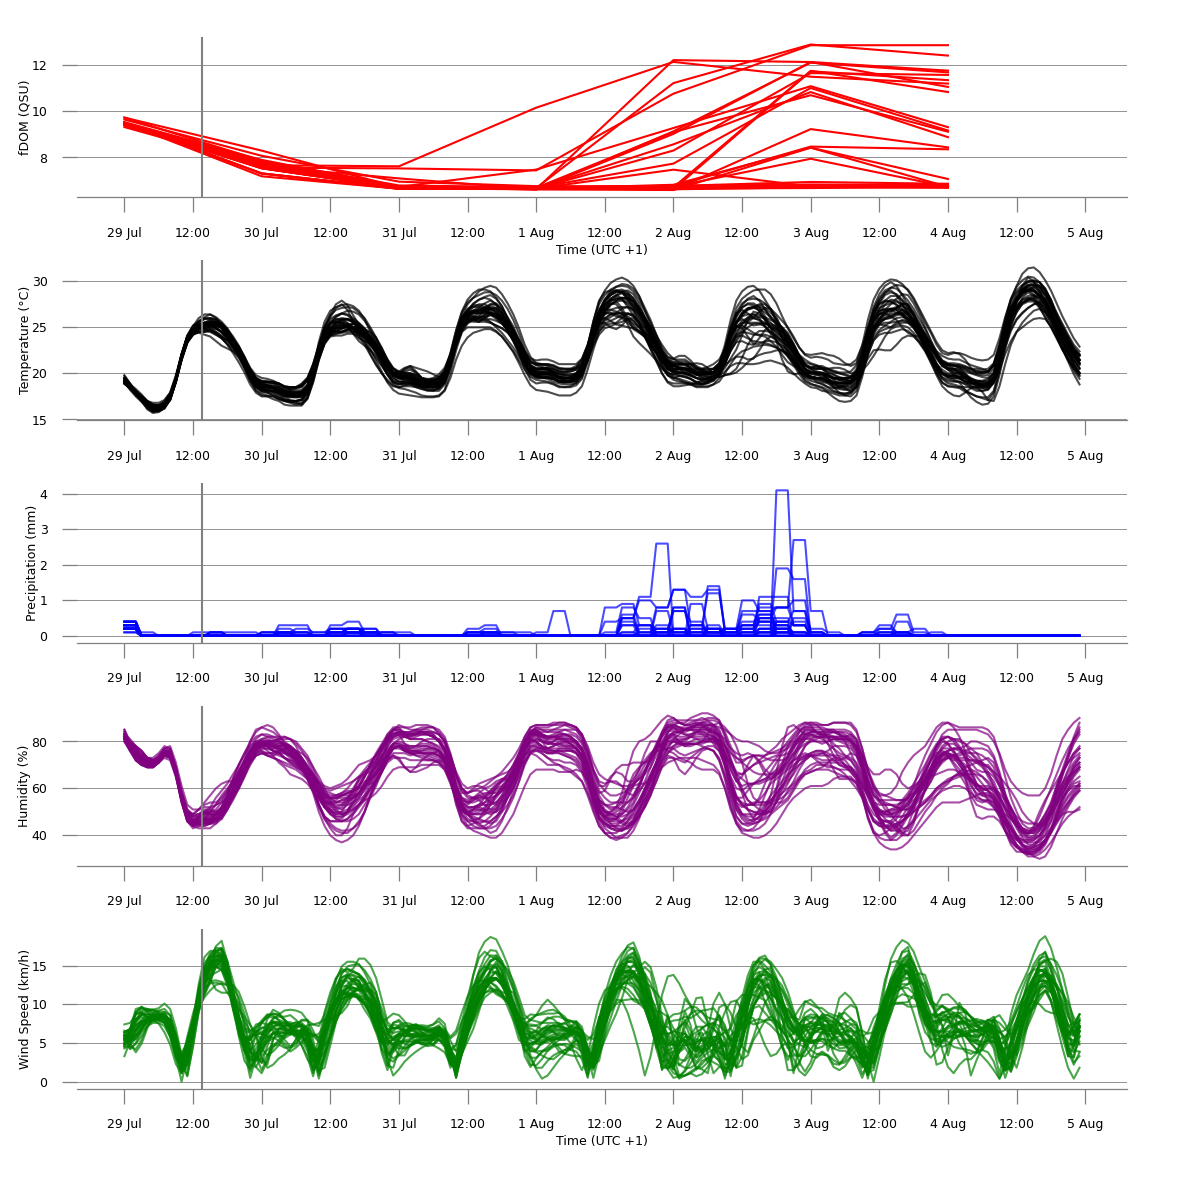 12
10
8
fDOM (QSU)
29 Jul 12:00 30 Jul 12:00 31 Jul 12:00 1 Aug 12:00 2 Aug 12:00 3 Aug 12:00 4 Aug 12:00 5 Aug
Time (UTC +1)
30
25
20
15
Temperature (°C)
29 Jul 12:00 30 Jul 12:00 31 Jul 12:00 1 Aug 12:00 2 Aug 12:00 3 Aug 12:00 4 Aug 12:00 5 Aug
4
3
2
1
0
Precipitation (mm)
29 Jul 12:00 30 Jul 12:00 31 Jul 12:00 1 Aug 12:00 2 Aug 12:00 3 Aug 12:00 4 Aug 12:00 5 Aug
80
60
40
Humidity (%)
29 Jul 12:00 30 Jul 12:00 31 Jul 12:00 1 Aug 12:00 2 Aug 12:00 3 Aug 12:00 4 Aug 12:00 5 Aug
15
10
5
0
Wind Speed (km/h)
29 Jul 12:00 30 Jul 12:00 31 Jul 12:00 1 Aug 12:00 2 Aug 12:00 3 Aug 12:00 4 Aug 12:00 5 Aug
Time (UTC +1)